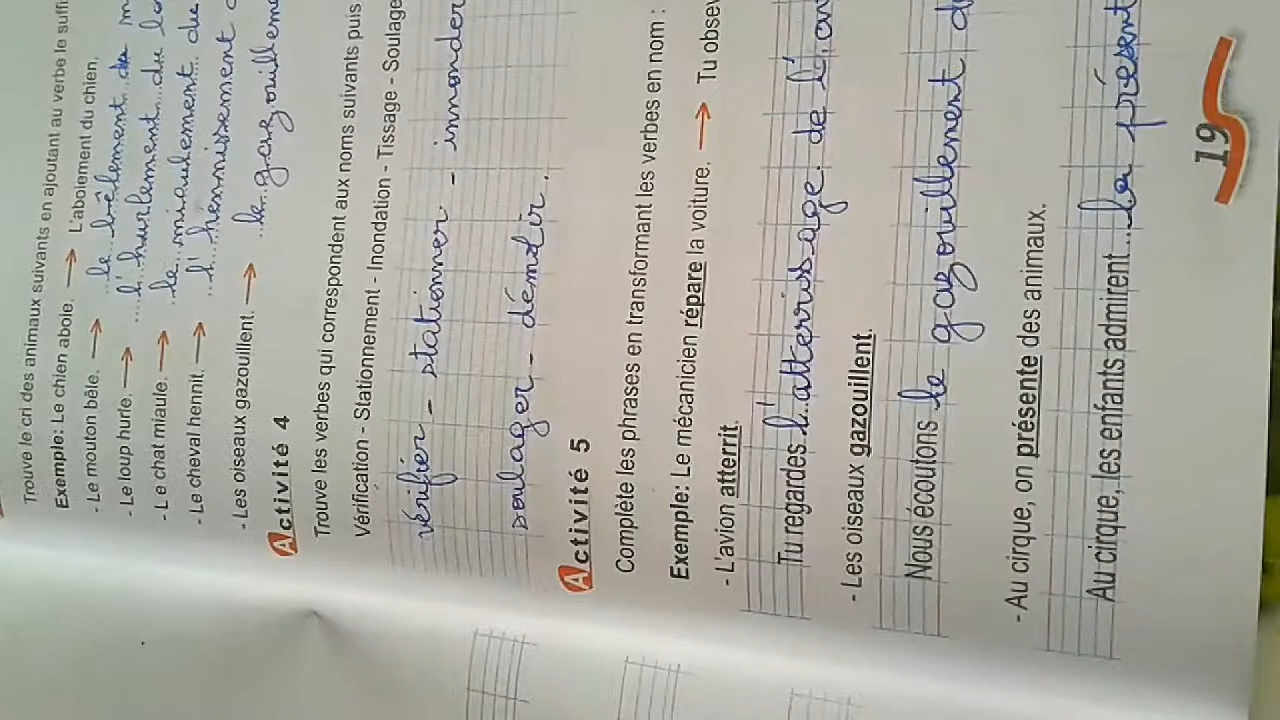 Trouve le cri des animaux suivants en ajoutant au verbe le
Exemple: Le chien aboie. → L'aboiement du chien.
- Le mouton bêle. → le bêlement du
- Le loup hurle. → l'hurlement du
- Le chat miaule. → le miaulement du
- Le cheval hennit. → l'hennissement
- Les oiseaux gazouillent. → le
Activité 4
Trouve les verbes qui correspondent aux noms suivants puis
Vérification - Stationnement - Inondation - Tissage - Soulage
vérifier - stationner - innonder
soulager - démolir.
Activité 5
Complète les phrases en transformant les verbes en nom :
Exemple: Le mécanicien répare la voiture. → Tu obse
- L'avion atterrit.
Tu regardes l'atterrissage de l'
- Les oiseaux gazouillent.
Nous écoutons le gazouillement
- Au cirque, on présente des animaux.
Au cirque, les enfants admirent la présent
19